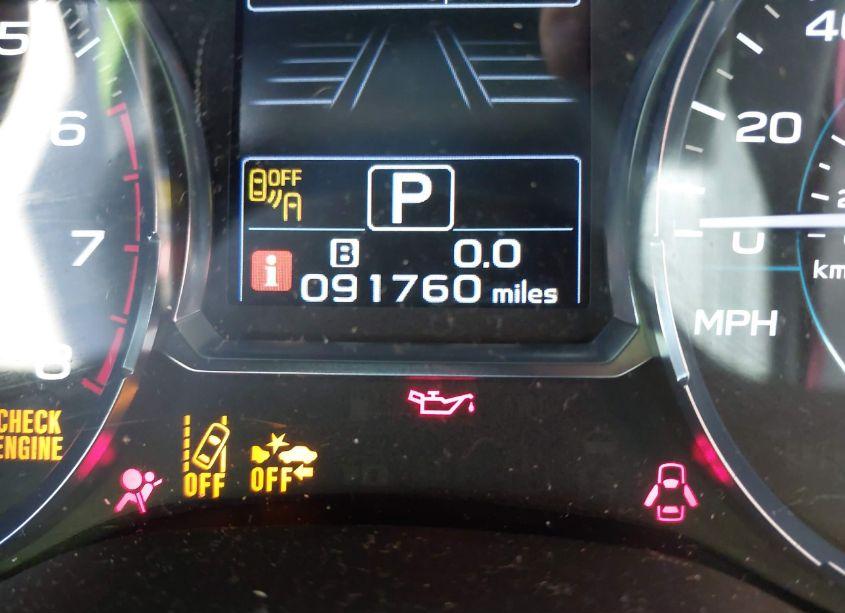 5
6
7
8
OFF
P
B 0.0
i 091760 miles
40
20
0
MPH
km
CHECK
ENGINE
OFF
OFF